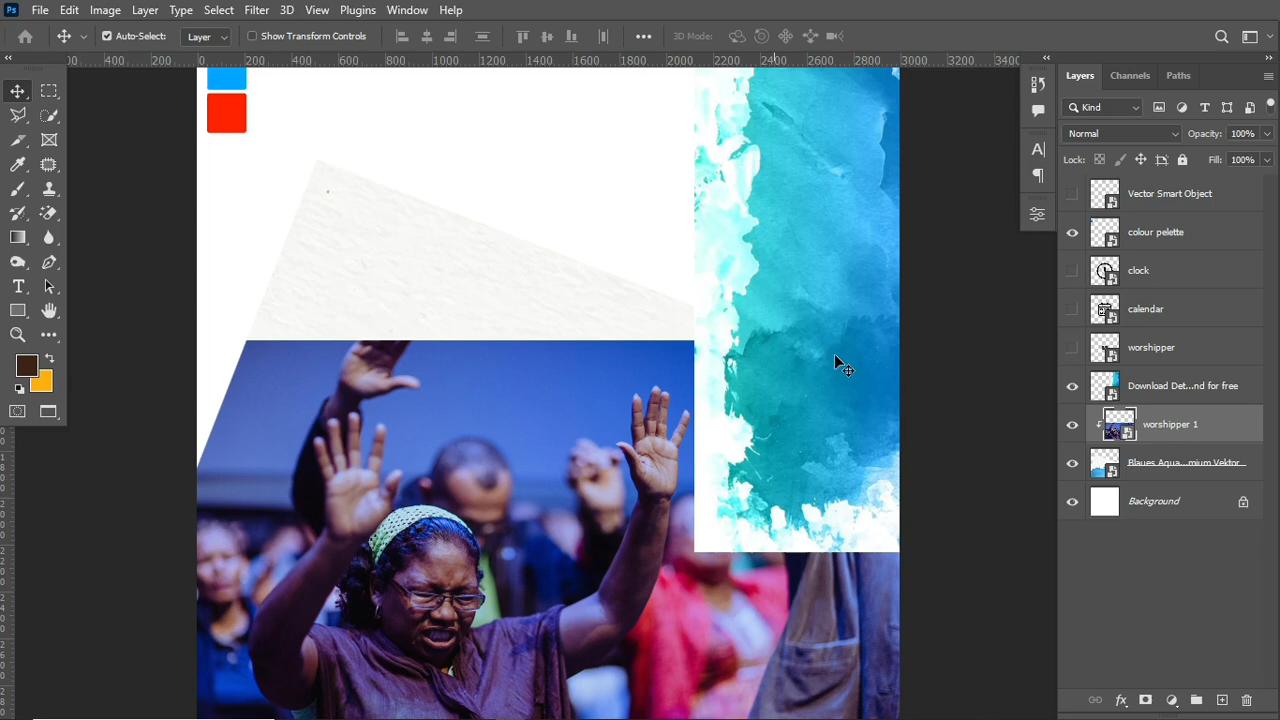 Ps File Edit Image Layer Type Select Filter 3D View Plugins Window Help
Auto-Select: Layer Show Transform Controls 3D Mode:
400 200 0 200 400 600 800 1000 1200 1400 1600 1800 2000 2200 2400 2600 2800 3000 3200 3400
Layers Channels Paths
Kind
Normal Opacity: 100%
Lock: Fill: 100%
Vector Smart Object
colour pelette
clock
calendar
worshipper
Download Det...nd for free
worshipper 1
Blaues Aqua...mium Vektor
Background